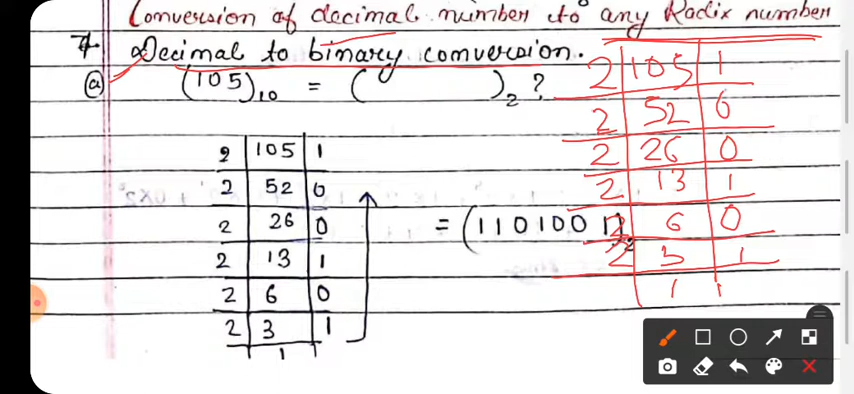 Conversion of decimal number to any Radix number
7. Decimal to binary conversion.
(a) (105)10 = ( )2 ?
2 105 1
2 52 0
2 26 0
2 13 1
2 6 0
2 3 1
1
= (1101001)2
2 105 1
2 52 0
2 26 0
2 13 1
2 6 0
2 3 1
1 1